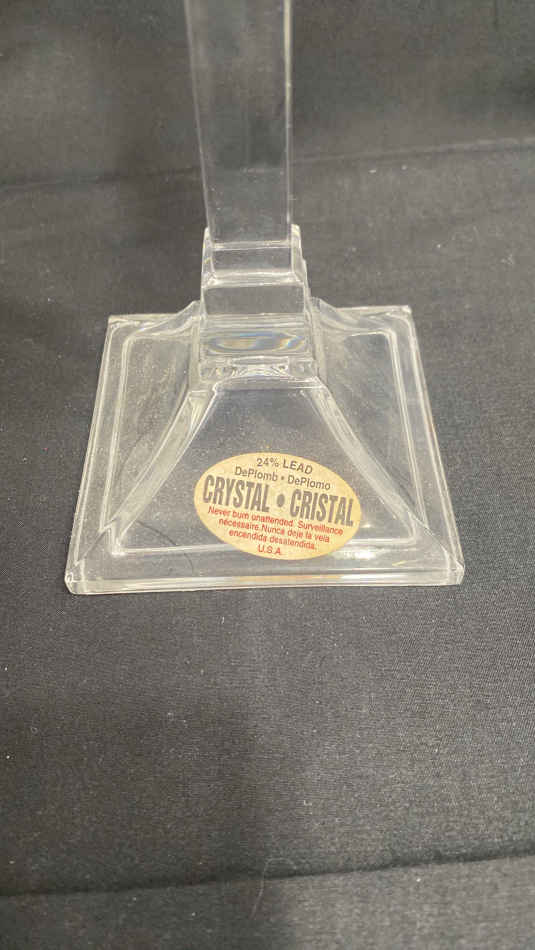 24% LEAD
DePlomb • DePlomo
CRYSTAL • CRISTAL
Never burn unattended. Surveillance
nécessaire.Nunca deje la vela
encendida desatendida.
U.S.A.